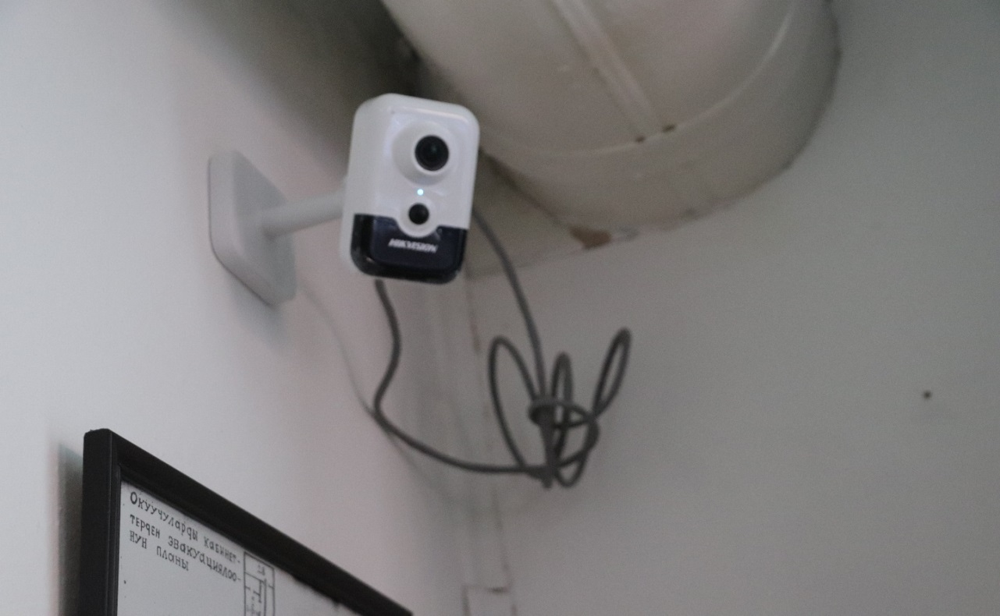 HIKVISION
Окуучуларды кабинет-
терден эвакуациялоо-
нун планы